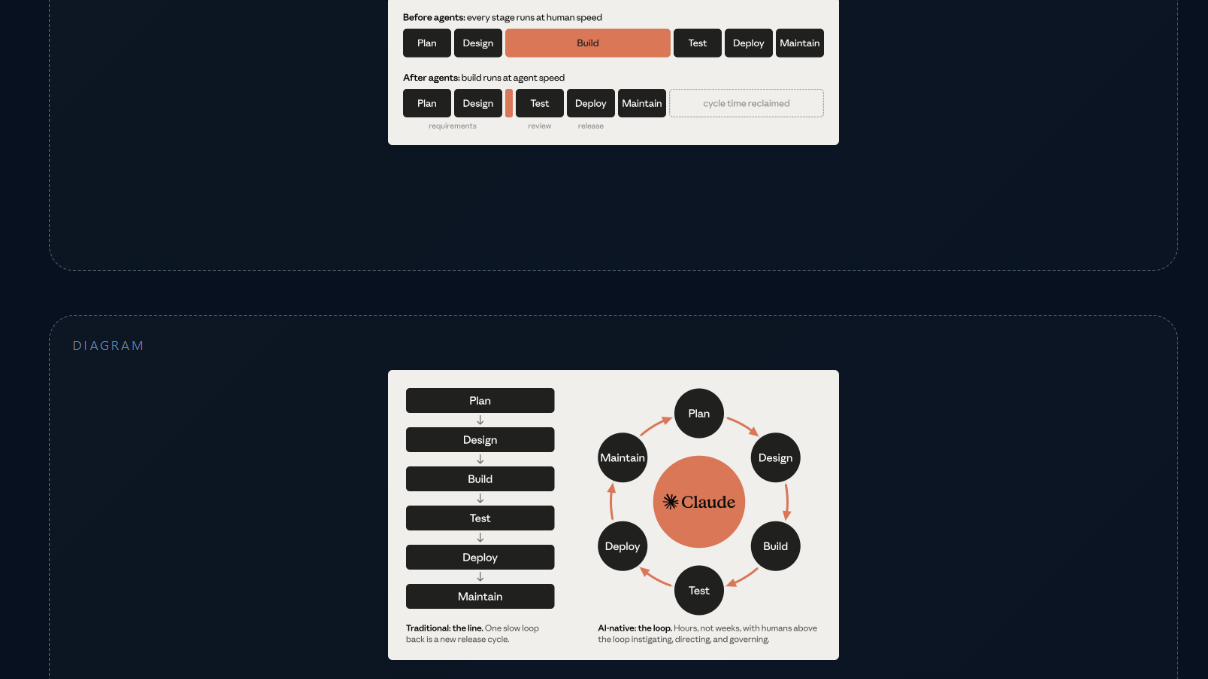 Before agents: every stage runs at human speed
Plan Design Build Test Deploy Maintain
After agents: build runs at agent speed
Plan Design Test Deploy Maintain cycle time reclaimed
requirements review release
DIAGRAM
Plan
Design
Build
Test
Deploy
Maintain
Traditional: the line. One slow loop
back is a new release cycle.
Plan
Maintain Design
Claude
Deploy Build
Test
AI-native: the loop. Hours, not weeks, with humans above
the loop instigating, directing, and governing.